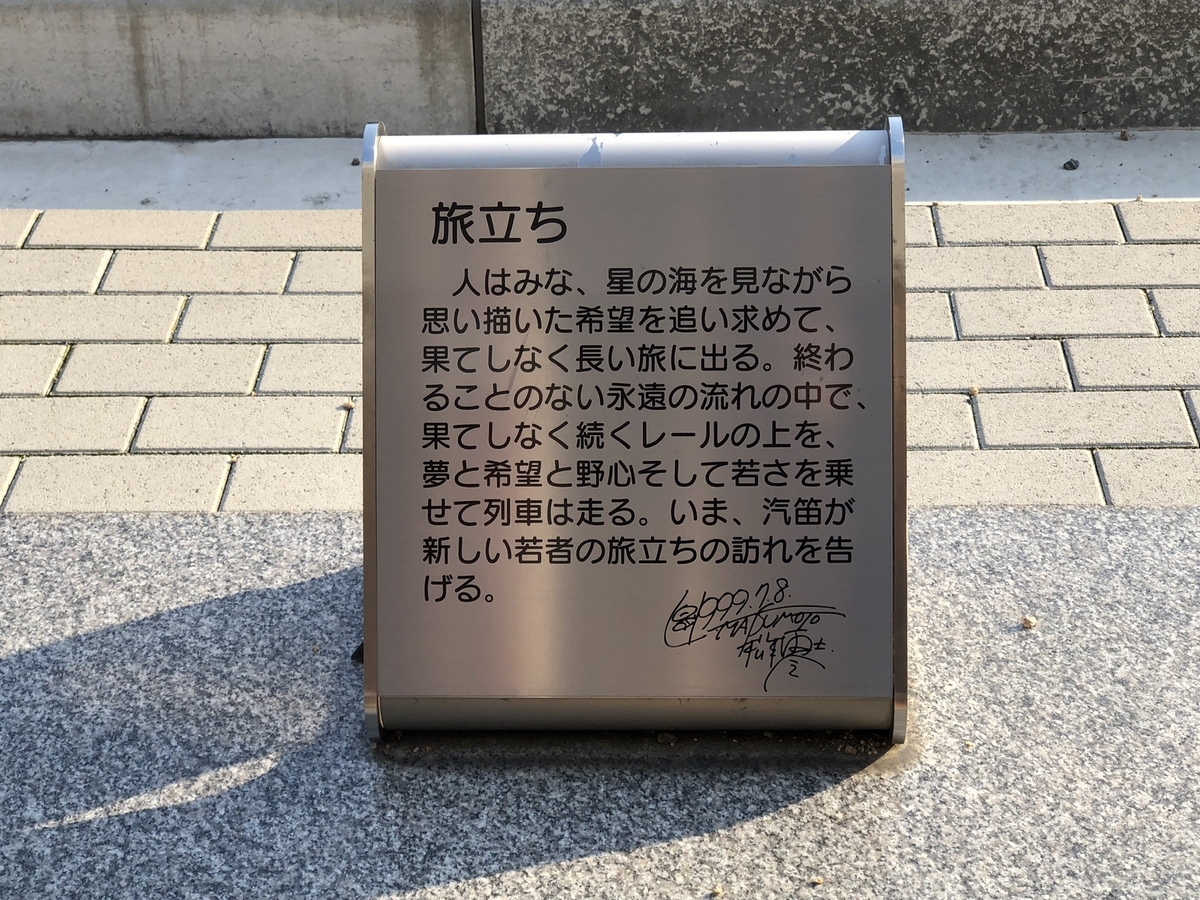 旅立ち
人はみな、星の海を見ながら
思い描いた希望を追い求めて、
果てしなく長い旅に出る。終わ
ることのない永遠の流れの中で、
果てしなく続くレールの上を、
夢と希望と野心そして若さを乗
せて列車は走る。いま、汽笛が
新しい若者の旅立ちの訪れを告
げる。
1999.7.8.
MATSUMOTO